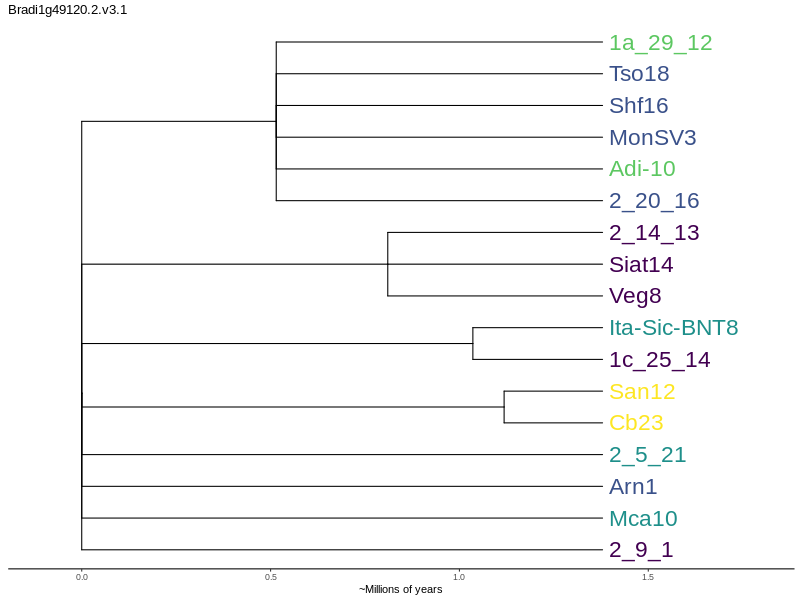 Bradi1g49120.2.v3.1
1a_29_12
Tso18
Shf16
MonSV3
Adi-10
2_20_16
2_14_13
Siat14
Veg8
Ita-Sic-BNT8
1c_25_14
San12
Cb23
2_5_21
Arn1
Mca10
2_9_1
0.0 0.5 1.0 1.5
~Millions of years